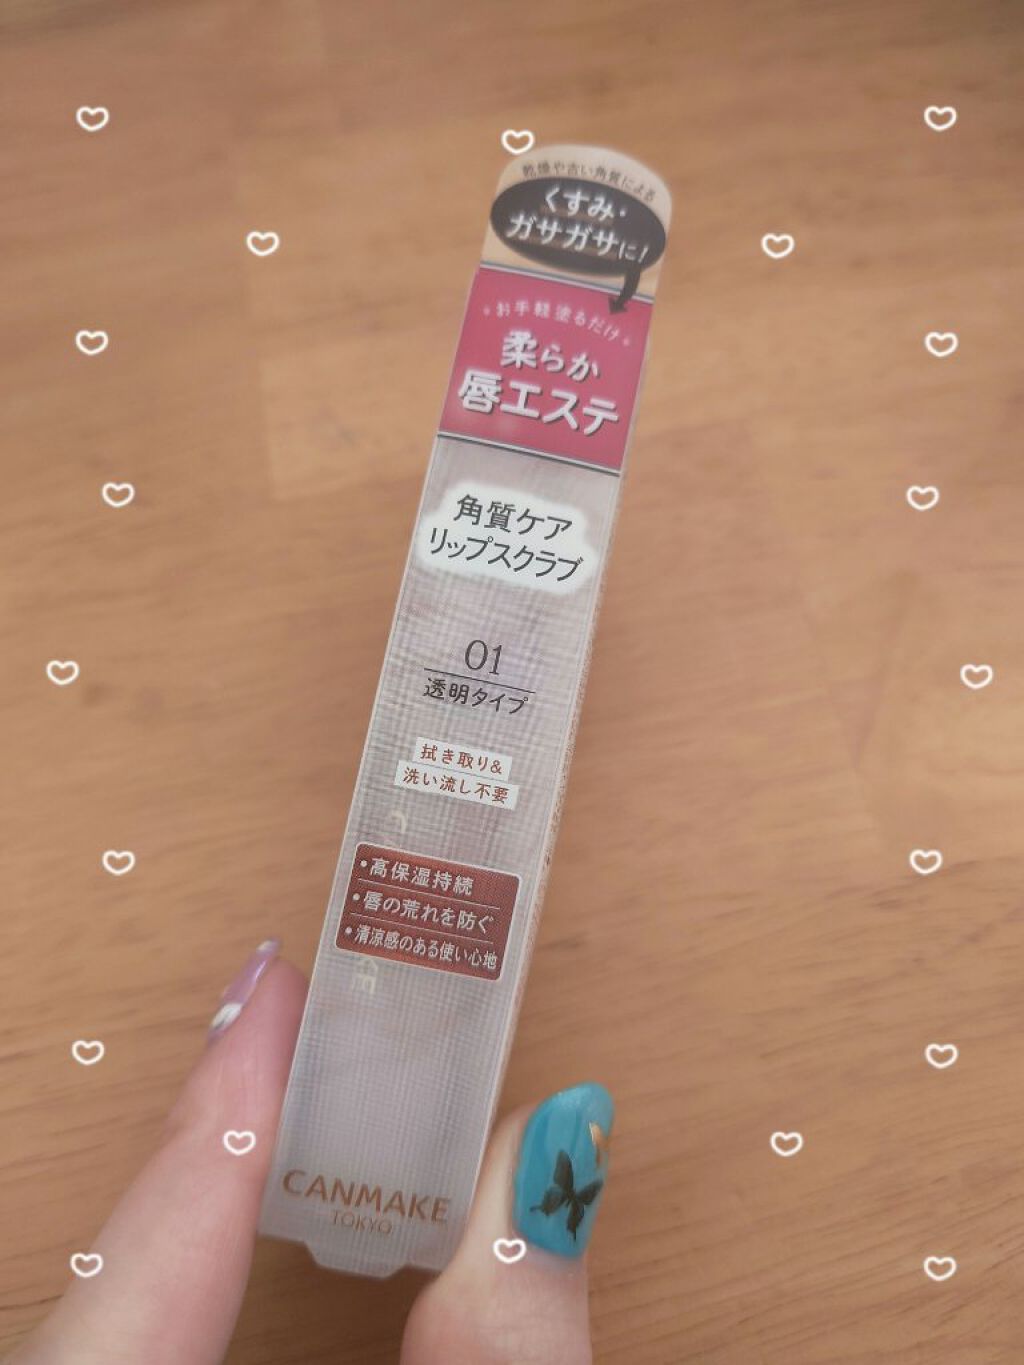 乾燥や古い角質による
くすみ・
ガサガサに!
お手軽塗るだけ
柔らか
唇エステ
角質ケア
リップスクラブ
01
透明タイプ
拭き取り&
洗い流し不要
•高保湿持続
•唇の荒れを防ぐ
•清涼感のある使い心地
CANMAKE
TOKYO